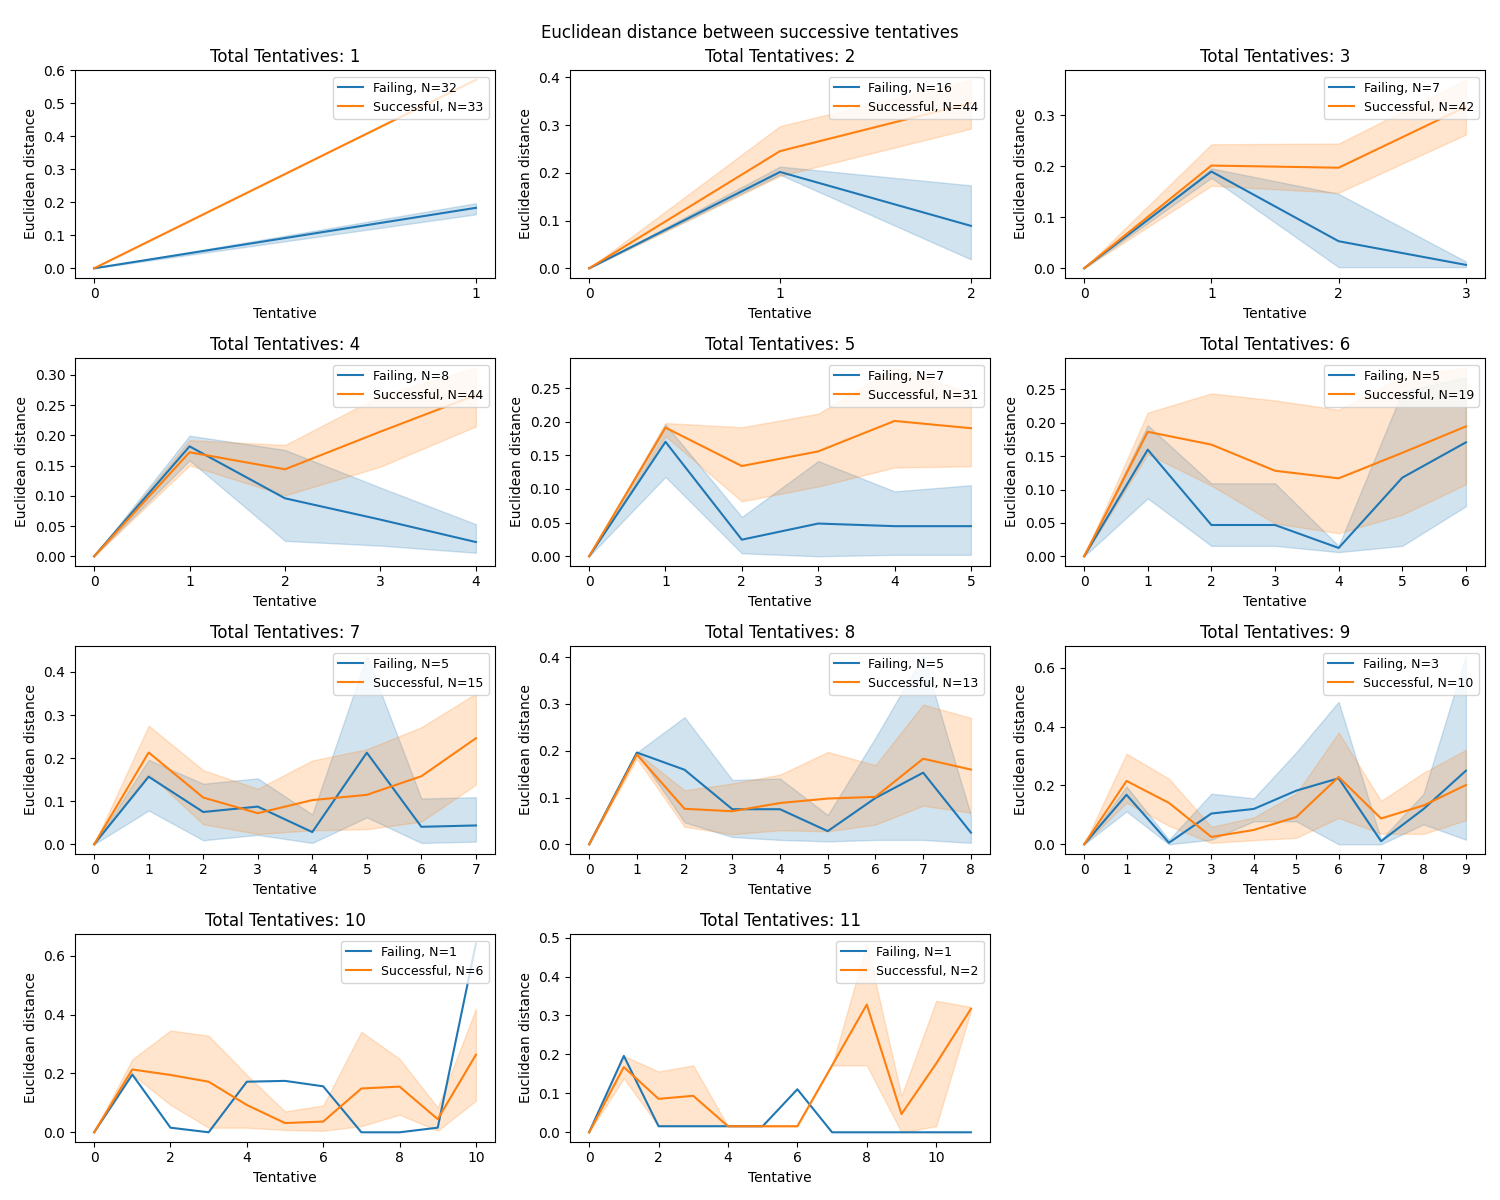 Euclidean distance between successive tentatives
Total Tentatives: 1
Failing, N=32
Successful, N=33
Euclidean distance
0.6
0.5
0.4
0.3
0.2
0.1
0.0
0 1
Tentative
Total Tentatives: 2
Failing, N=16
Successful, N=44
Euclidean distance
0.4
0.3
0.2
0.1
0.0
0 1 2
Tentative
Total Tentatives: 3
Failing, N=7
Successful, N=42
Euclidean distance
0.3
0.2
0.1
0.0
0 1 2 3
Tentative
Total Tentatives: 4
Failing, N=8
Successful, N=44
Euclidean distance
0.30
0.25
0.20
0.15
0.10
0.05
0.00
0 1 2 3 4
Tentative
Total Tentatives: 5
Failing, N=7
Successful, N=31
Euclidean distance
0.25
0.20
0.15
0.10
0.05
0.00
0 1 2 3 4 5
Tentative
Total Tentatives: 6
Failing, N=5
Successful, N=19
Euclidean distance
0.25
0.20
0.15
0.10
0.05
0.00
0 1 2 3 4 5 6
Tentative
Total Tentatives: 7
Failing, N=5
Successful, N=15
Euclidean distance
0.4
0.3
0.2
0.1
0.0
0 1 2 3 4 5 6 7
Tentative
Total Tentatives: 8
Failing, N=5
Successful, N=13
Euclidean distance
0.4
0.3
0.2
0.1
0.0
0 1 2 3 4 5 6 7 8
Tentative
Total Tentatives: 9
Failing, N=3
Successful, N=10
Euclidean distance
0.6
0.4
0.2
0.0
0 1 2 3 4 5 6 7 8 9
Tentative
Total Tentatives: 10
Failing, N=1
Successful, N=6
Euclidean distance
0.6
0.4
0.2
0.0
0 2 4 6 8 10
Tentative
Total Tentatives: 11
Failing, N=1
Successful, N=2
Euclidean distance
0.5
0.4
0.3
0.2
0.1
0.0
0 2 4 6 8 10
Tentative